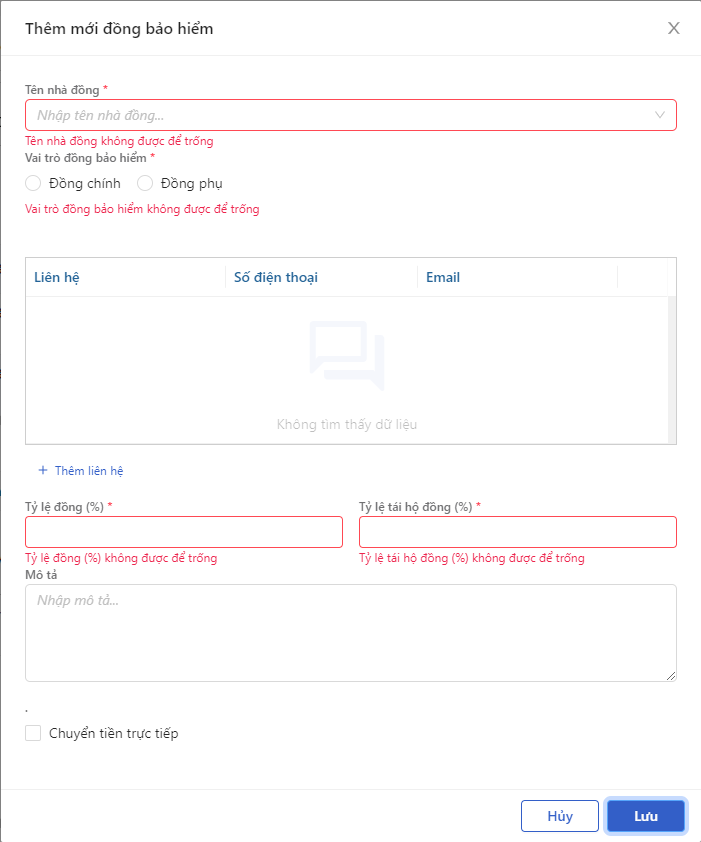 Thêm mới đồng bảo hiểm
Tên nhà đồng *
Nhập tên nhà đồng...
Tên nhà đồng không được để trống
Vai trò đồng bảo hiểm *
Đồng chính Đồng phụ
Vai trò đồng bảo hiểm không được để trống
Liên hệ Số điện thoại Email
Không tìm thấy dữ liệu
+ Thêm liên hệ
Tỷ lệ đồng (%) * Tỷ lệ tái hộ đồng (%) *
Tỷ lệ đồng (%) không được để trống Tỷ lệ tái hộ đồng (%) không được để trống
Mô tả
Nhập mô tả...
.
Chuyển tiền trực tiếp
Hủy Lưu